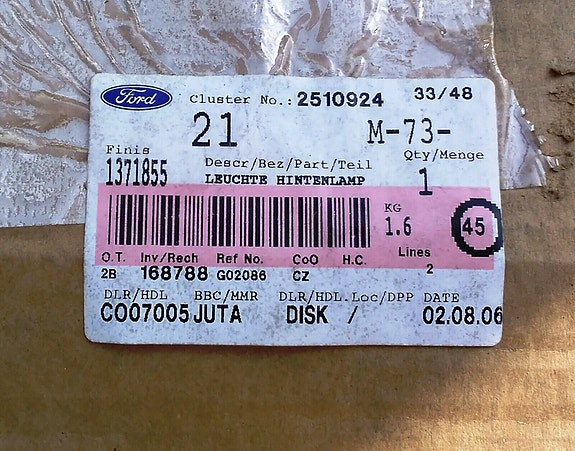 Ford Cluster No.: 2510924 33/48
21 M-73-
Finis Descr/Bez/Part/Teil Qty/Menge
1371855 LEUCHTE HINTENLAMP 1
KG
1.6 45
O.T. Inv/Rech Ref No. CoO H.C. Lines
2B 168788 G02086 CZ 2
DLR/HDL BBC/MMR DLR/HDL.Loc/DPP DATE
CO07005 JUTA DISK / 02.08.06